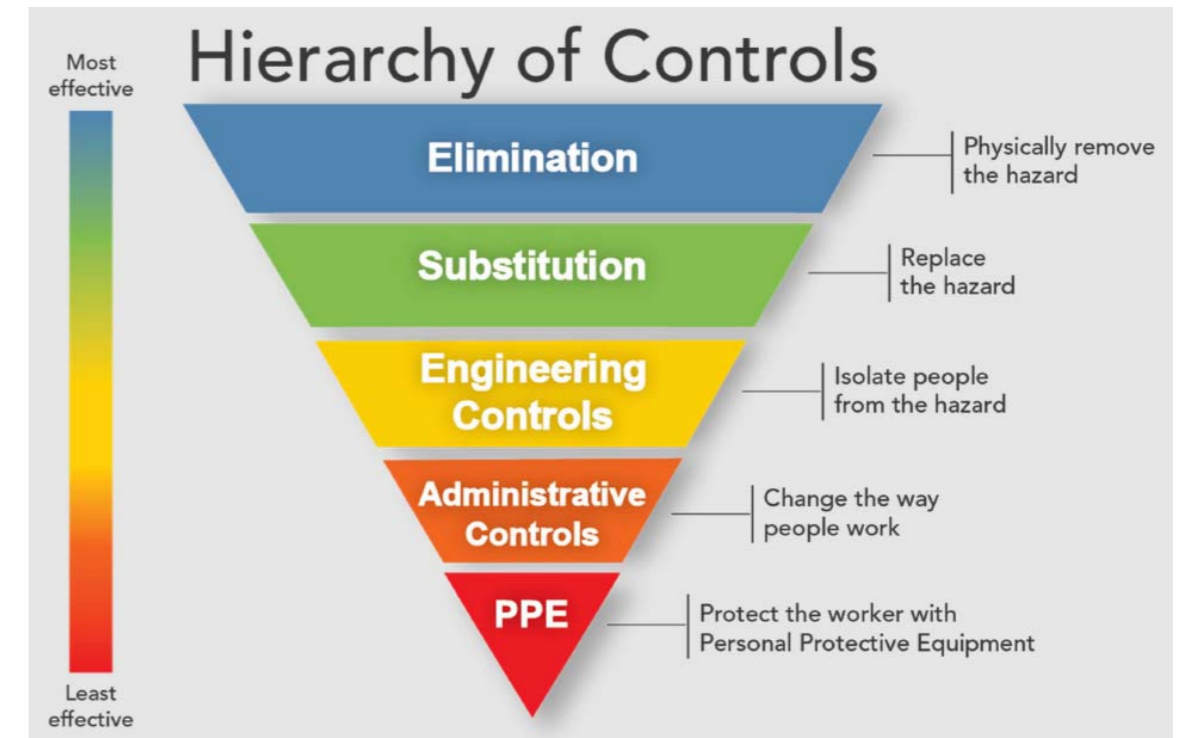 Hierarchy of Controls
Most
effective
Elimination
Physically remove
the hazard
Substitution
Replace
the hazard
Engineering
Controls
Isolate people
from the hazard
Administrative
Controls
Change the way
people work
PPE
Protect the worker with
Personal Protective Equipment
Least
effective